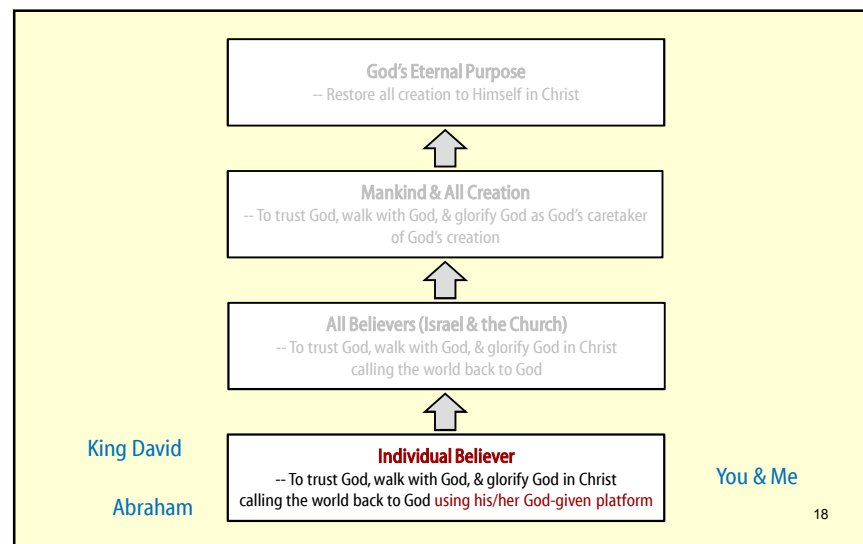 God's Eternal Purpose
-- Restore all creation to Himself in Christ
Mankind & All Creation
-- To trust God, walk with God, & glorify God as God's caretaker
of God's creation
All Believers (Israel & the Church)
-- To trust God, walk with God, & glorify God in Christ
calling the world back to God
King David
Abraham
Individual Believer
-- To trust God, walk with God, & glorify God in Christ
calling the world back to God using his/her God-given platform
You & Me
18